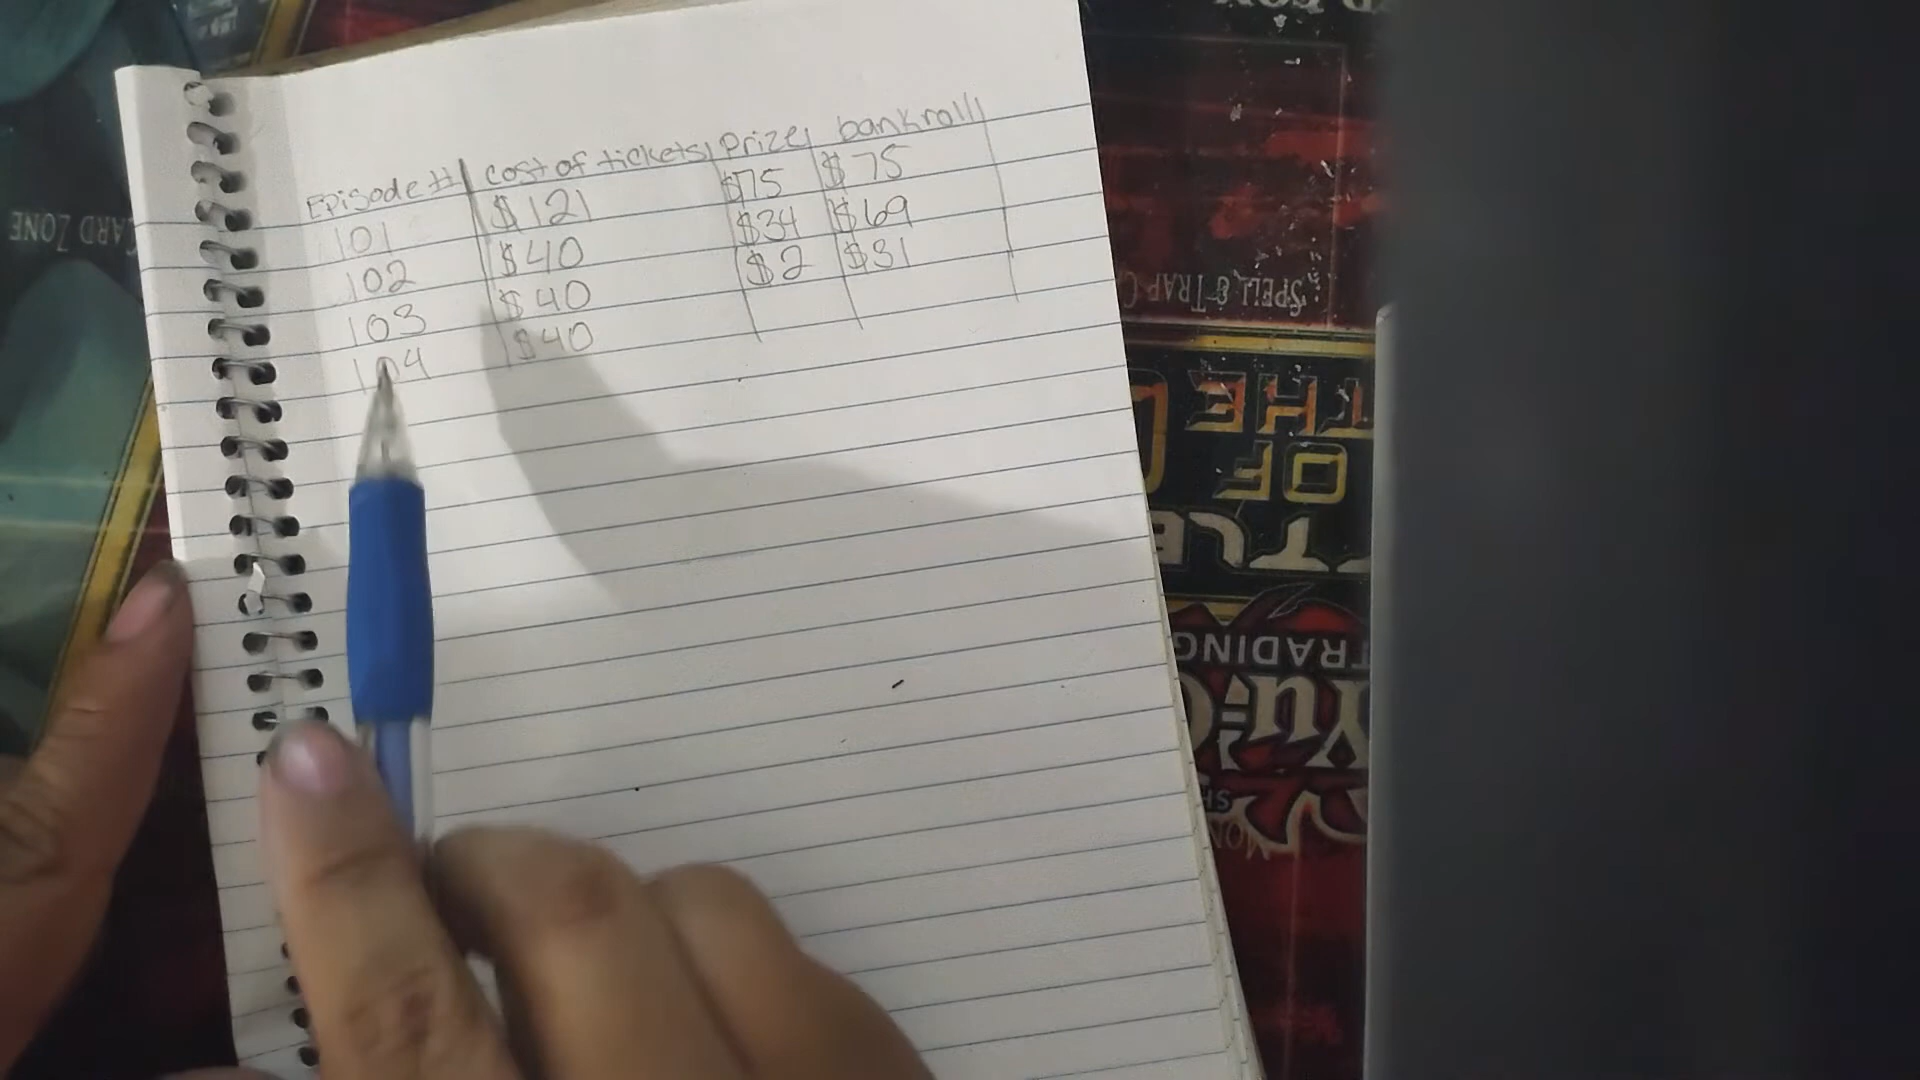 Episode # cost of tickets Prize bankroll
101 $121 $75 $75
102 $40 $34 $69
103 $40 $2 $31
104 $40
CARD ZONE
SPELL & TRAP
THE
OF
TRADING